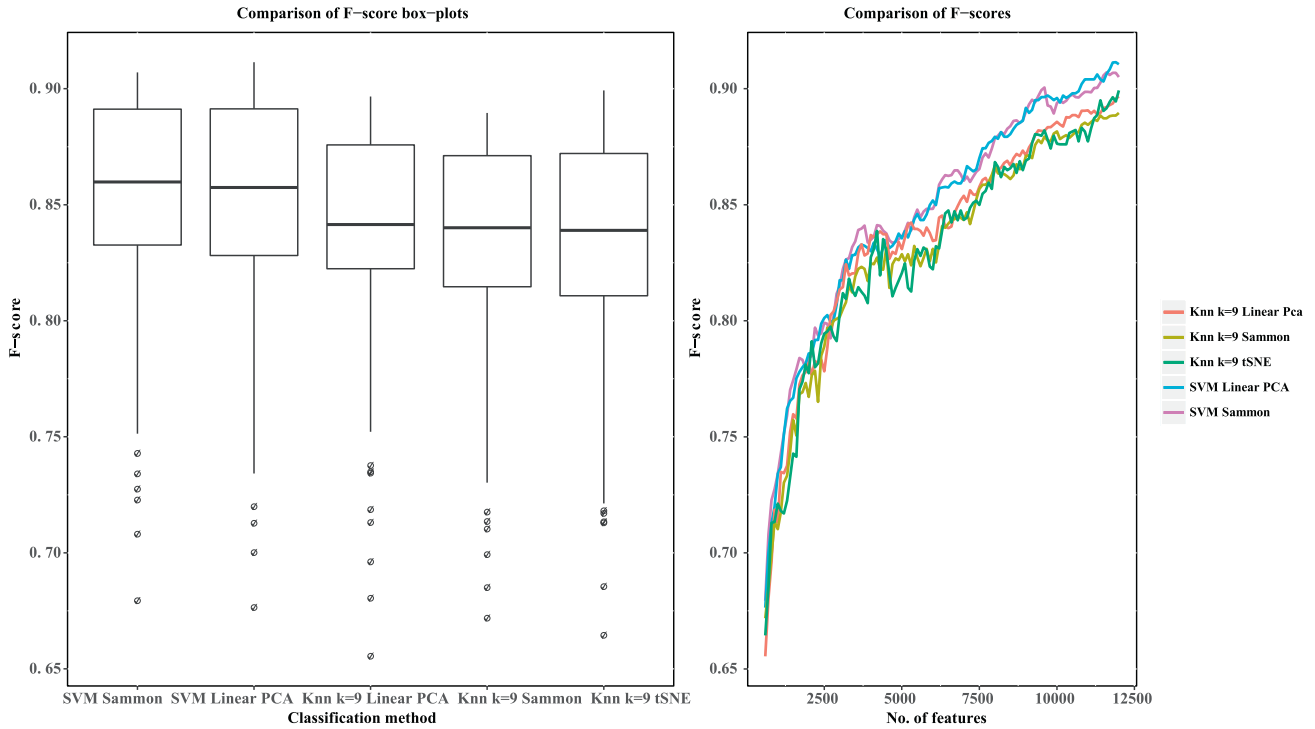 Comparison of F−score box−plots
F−score
0.90
0.85
0.80
0.75
0.70
0.65
SVM Sammon SVM Linear PCA Knn k=9 Linear PCA Knn k=9 Sammon Knn k=9 tSNE
Classification method
Comparison of F−scores
F−score
0.90
0.85
0.80
0.75
0.70
0.65
2500 5000 7500 10000 12500
No. of features
Knn k=9 Linear Pca
Knn k=9 Sammon
Knn k=9 tSNE
SVM Linear PCA
SVM Sammon